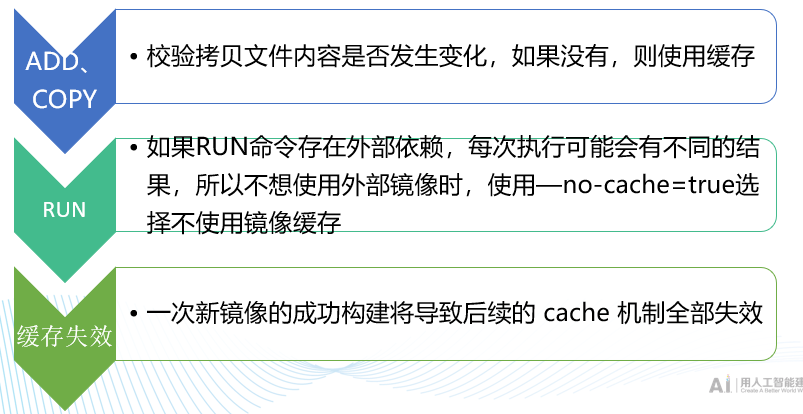 ADD、
COPY
• 校验拷贝文件内容是否发生变化，如果没有，则使用缓存
RUN
• 如果RUN命令存在外部依赖，每次执行可能会有不同的结
果，所以不想使用外部镜像时，使用—no-cache=true选
择不使用镜像缓存
缓存失效
• 一次新镜像的成功构建将导致后续的 cache 机制全部失效
AI 用人工智能建
Create A Better World W